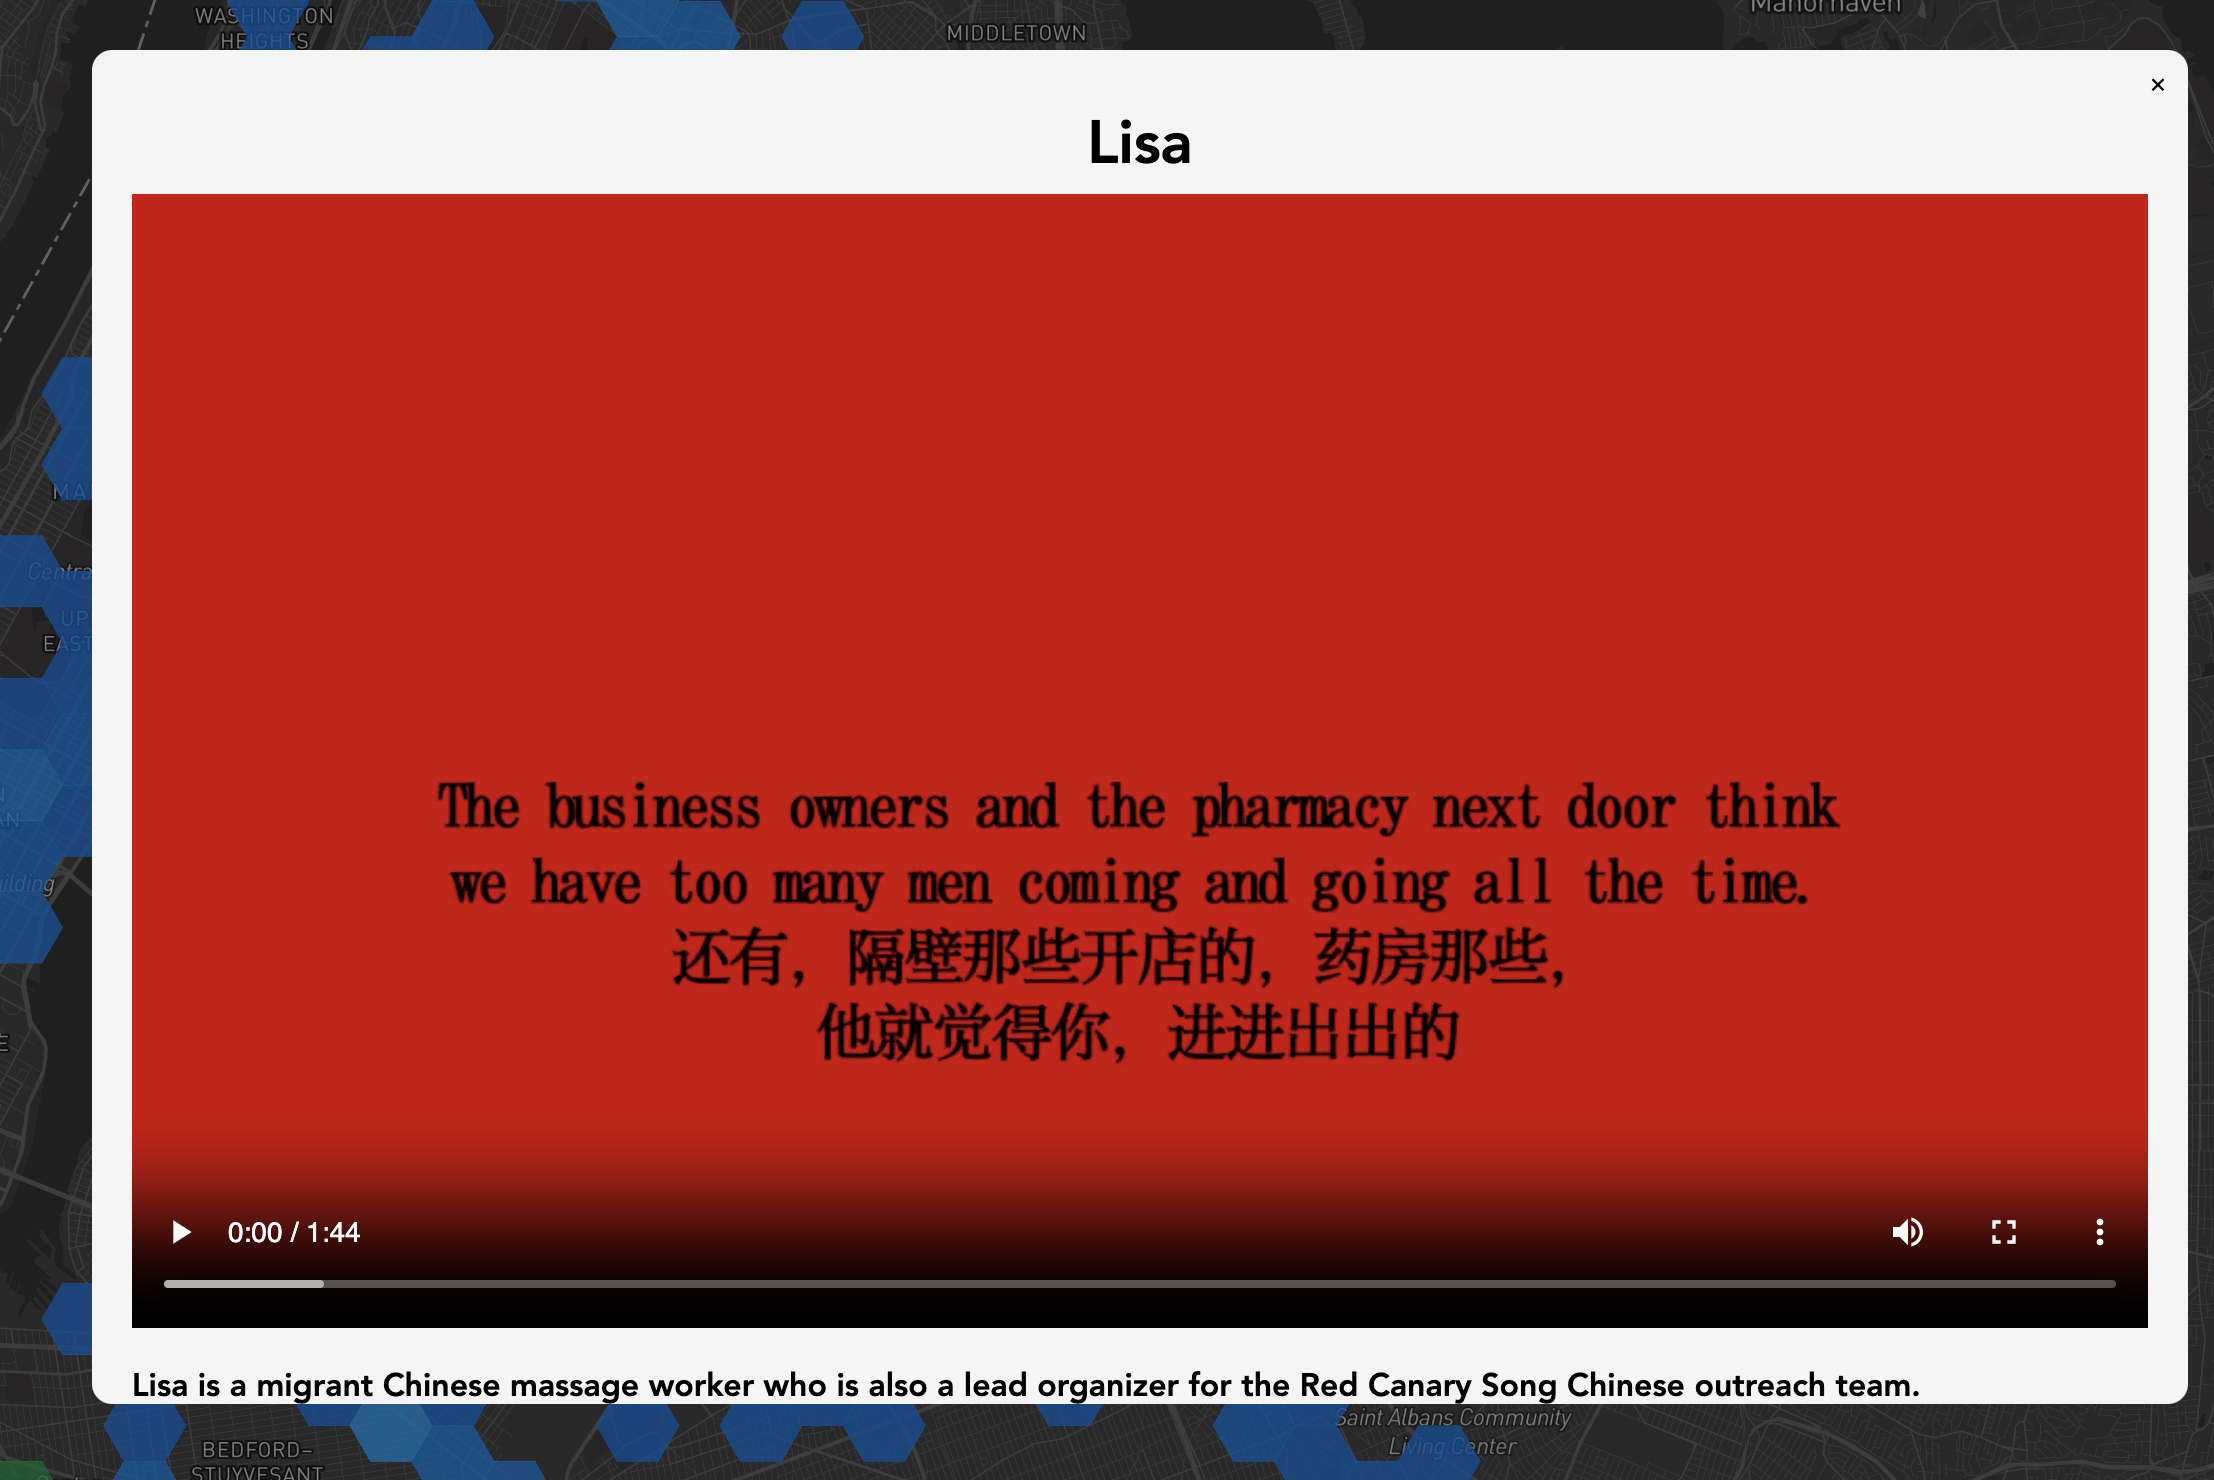 Manorhaven
WASHINGTON
HEIGHTS
MIDDLETOWN
×
Lisa
The business owners and the pharmacy next door think
we have too many men coming and going all the time.
还有，隔壁那些开店的，药房那些，
他就觉得你，进进出出的
0:00 / 1:44
Lisa is a migrant Chinese massage worker who is also a lead organizer for the Red Canary Song Chinese outreach team.
Saint Albans Community
Living Center
BEDFORD–
STUYVESANT